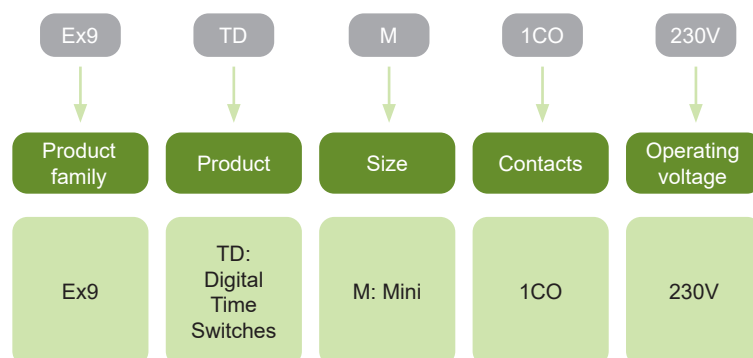 Ex9
TD
M
1CO
230V
Product
family
Product
Size
Contacts
Operating
voltage
Ex9
TD:
Digital
Time
Switches
M: Mini
1CO
230V